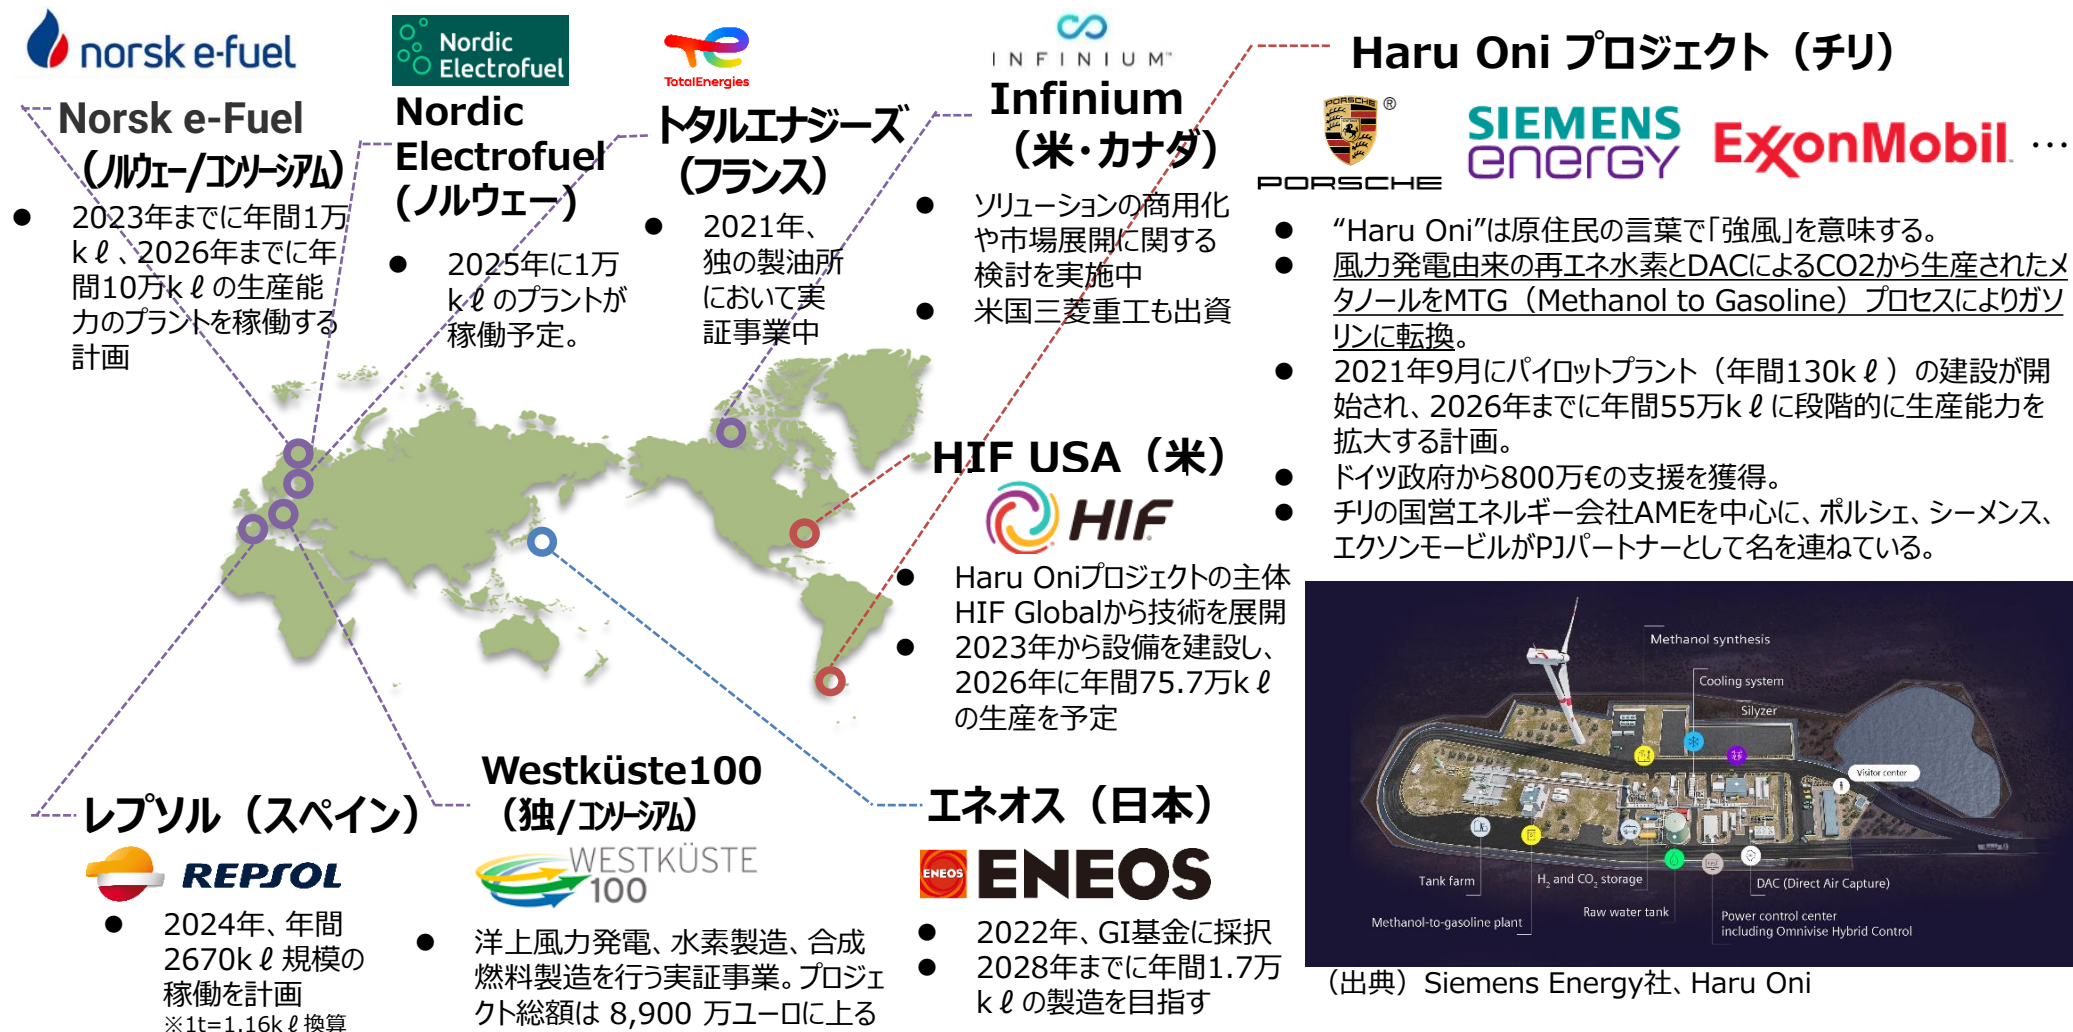 norsk e-fuel
Norsk e-Fuel
（ノルウェー/コンソーシアム）
● 2023年までに年間1万
kℓ、2026年までに年
間10万kℓの生産能
力のプラントを稼働する
計画
Nordic
Electrofuel
Nordic
Electrofuel
(ノルウェー)
● 2025年に1万
kℓのプラントが
稼働予定。
TotalEnergies
トタルエナジーズ
（フランス）
● 2021年、
独の製油所
において実
証事業中
INFINIUM™
Infinium
（米・カナダ）
● ソリューションの商用化
や市場展開に関する
検討を実施中
● 米国三菱重工も出資
Haru Oni プロジェクト（チリ）
PORSCHE
®
PORSCHE
SIEMENS
energy
ExxonMobil
…
● “Haru Oni”は原住民の言葉で「強風」を意味する。
● 風力発電由来の再エネ水素とDACによるCO2から生産されたメ
タノールをMTG（Methanol to Gasoline）プロセスによりガソ
リンに転換。
● 2021年9月にパイロットプラント（年間130kℓ）の建設が開
始され、2026年までに年間55万kℓに段階的に生産能力を
拡大する計画。
● ドイツ政府から800万€の支援を獲得。
● チリの国営エネルギー会社AMEを中心に、ポルシェ、シーメンス、
エクソンモービルがPJパートナーとして名を連ねている。
HIF USA（米）
HIF
● Haru Oniプロジェクトの主体
HIF Globalから技術を展開
● 2023年から設備を建設し、
2026年に年間75.7万kℓ
の生産を予定
Methanol synthesis
Cooling system
Silyzer
Visitor center
Tank farm
H₂ and CO₂ storage
DAC (Direct Air Capture)
Methanol-to-gasoline plant
Raw water tank
Power control center
including Omnivise Hybrid Control
（出典）Siemens Energy社、Haru Oni
レプソル（スペイン）
REPSOL
● 2024年、年間
2670kℓ規模の
稼働を計画
※1t=1.16kℓ換算
Westküste100
（独/コンソーシアム）
WESTKÜSTE
100
● 洋上風力発電、水素製造、合成
燃料製造を行う実証事業。プロジェ
クト総額は 8,900 万ユーロに上る
エネオス（日本）
ENEOS
ENEOS
● 2022年、GI基金に採択
● 2028年までに年間1.7万
kℓの製造を目指す